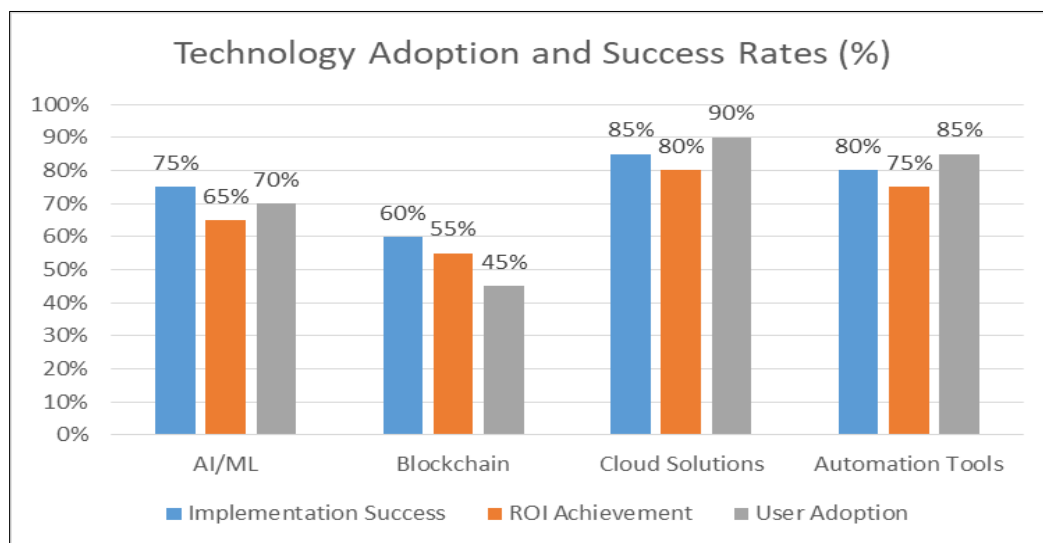 Technology Adoption and Success Rates (%)
100%
90%
80%
70%
60%
50%
40%
30%
20%
10%
0%
75%
65%
70%
60%
55%
45%
85%
80%
90%
80%
75%
85%
AI/ML
Blockchain
Cloud Solutions
Automation Tools
Implementation Success
ROI Achievement
User Adoption